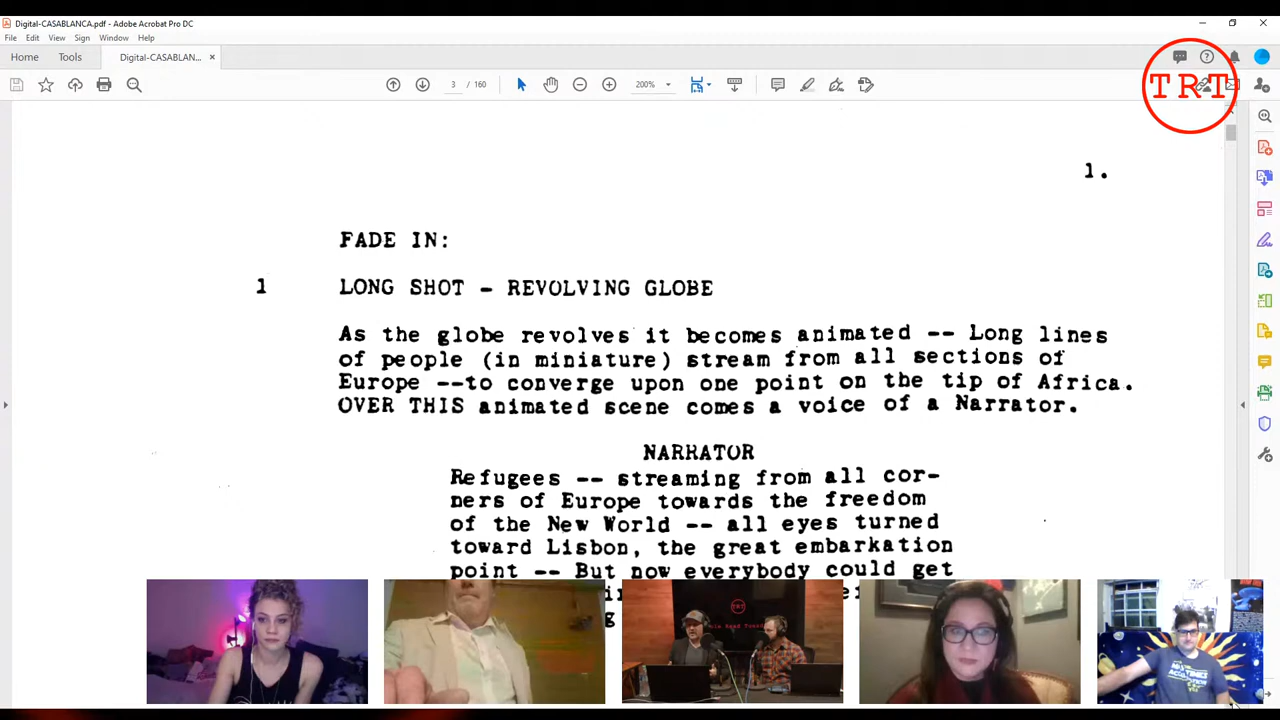 Digital-CASABLANCA.pdf - Adobe Acrobat Pro DC
File Edit View Sign Window Help
Home Tools Digital-CASABLAN... ×
3 / 160 200%
TRT
1.
FADE IN:
1 LONG SHOT - REVOLVING GLOBE
As the globe revolves it becomes animated -- Long lines
of people (in miniature) stream from all sections of
Europe --to converge upon one point on the tip of Africa.
OVER THIS animated scene comes a voice of a Narrator.
NARRATOR
Refugees -- streaming from all cor-
ners of Europe towards the freedom
of the New World -- all eyes turned
toward Lisbon, the great embarkation
point -- But now everybody could get
TRT